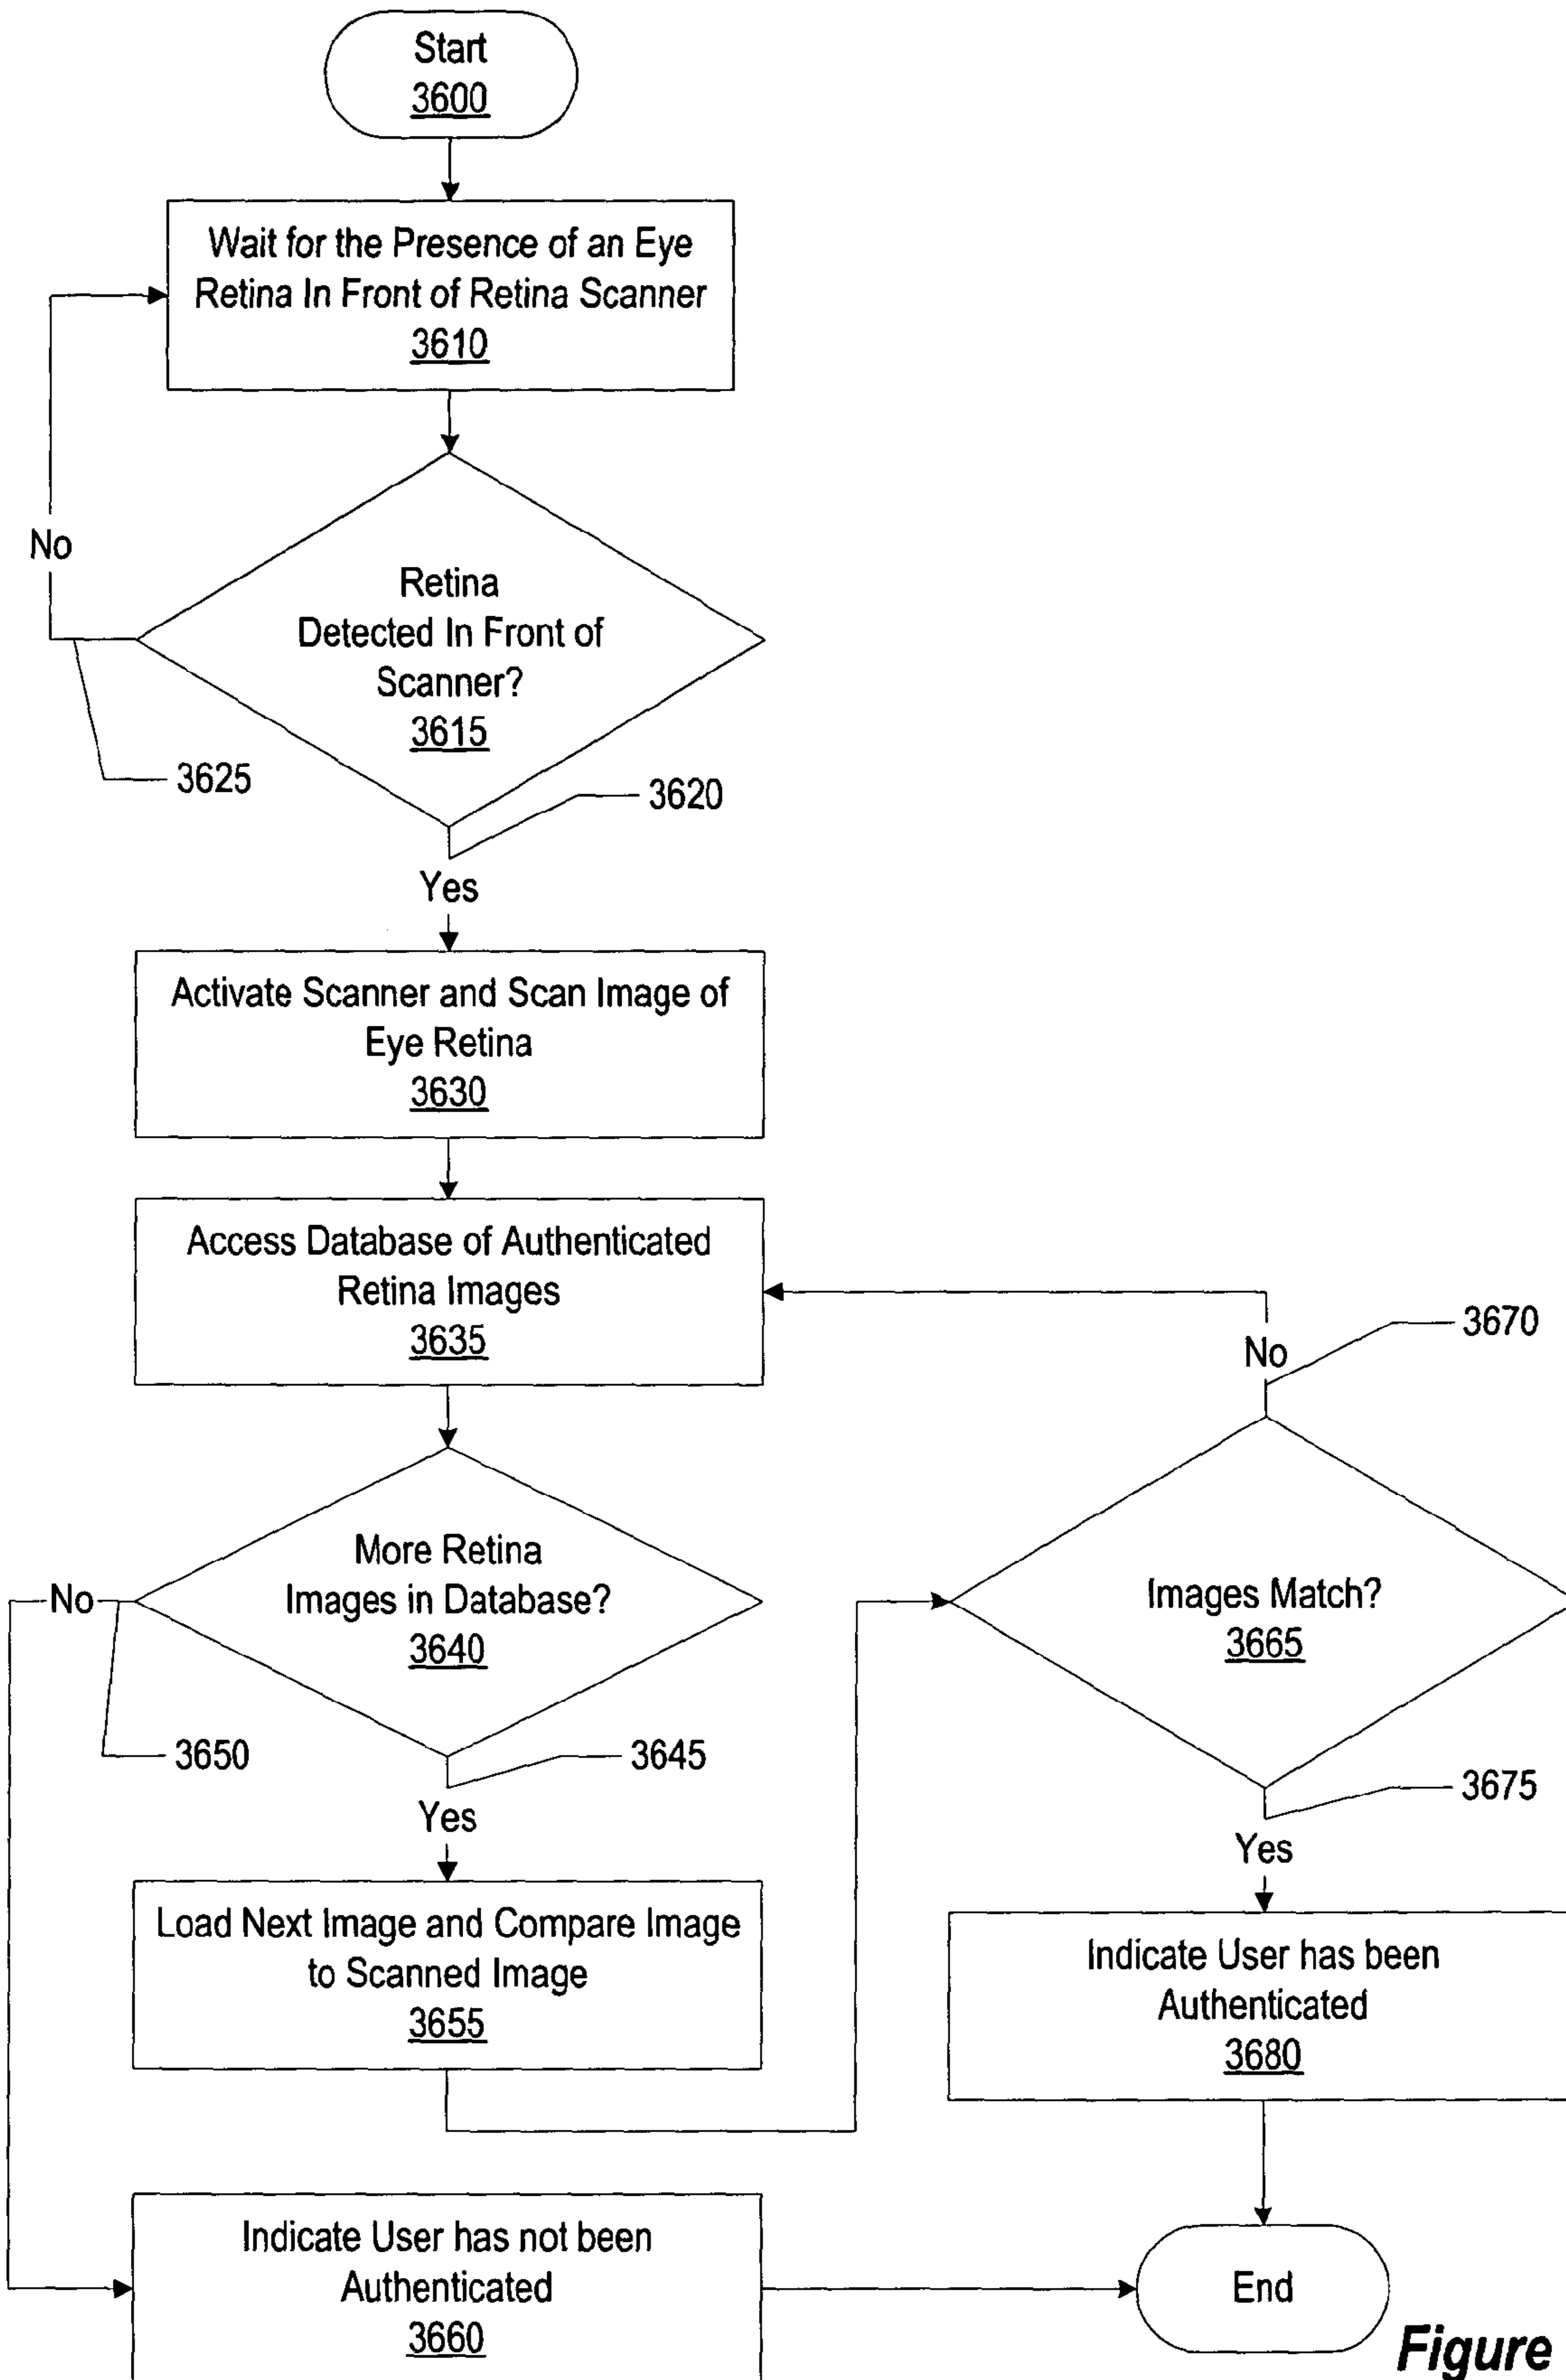 Start
3600
Wait for the Presence of an Eye
Retina In Front of Retina Scanner
3610
No
Retina
Detected In Front of
Scanner?
3615
3625
3620
Yes
Activate Scanner and Scan Image of
Eye Retina
3630
Access Database of Authenticated
Retina Images
3635
3670
No
More Retina
Images in Database?
3640
No
Images Match?
3665
3650
3645
3675
Yes
Yes
Load Next Image and Compare Image
to Scanned Image
3655
Indicate User has been
Authenticated
3680
Indicate User has not been
Authenticated
3660
End
Figure